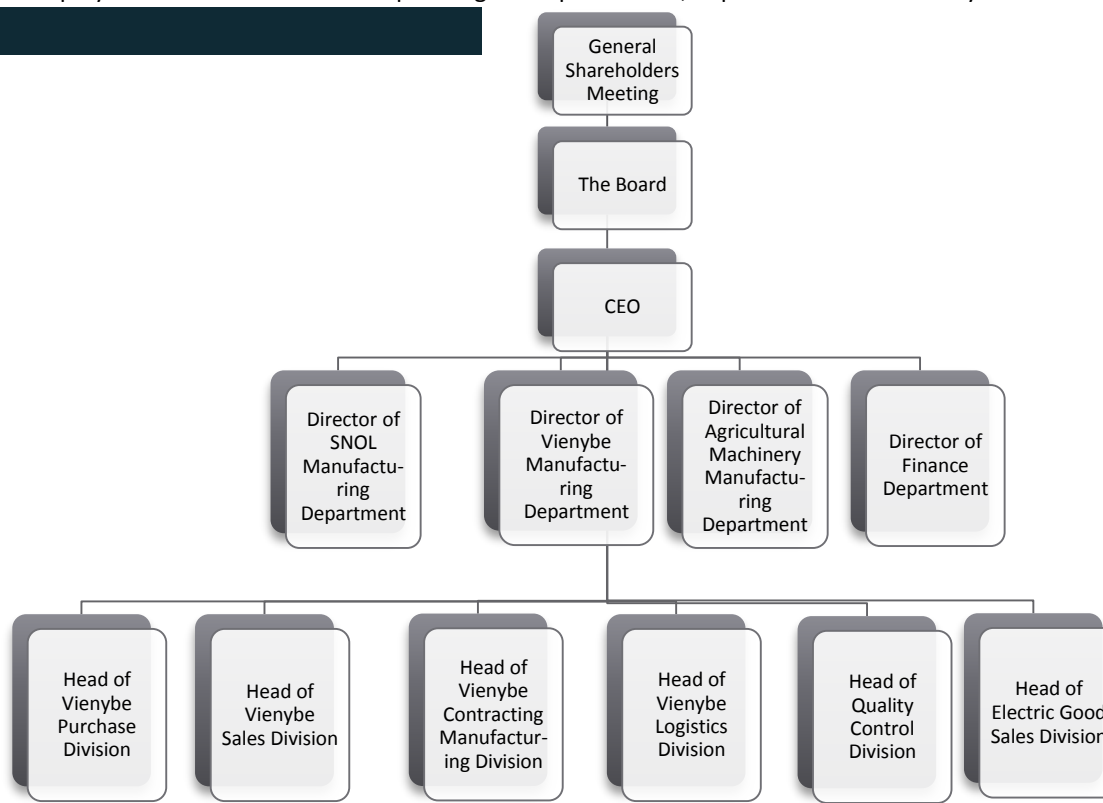 General
Shareholders
Meeting
The Board
CEO
Director of
SNOL
Manufactu-
ring
Department
Director of
Vienybe
Manufactu-
ring
Department
Director of
Agricultural
Machinery
Manufactu-
ring
Department
Director of
Finance
Department
Head of
Vienybe
Purchase
Division
Head of
Vienybe
Sales Division
Head of
Vienybe
Contracting
Manufactur-
ing Division
Head of
Vienybe
Logistics
Division
Head of
Quality
Control
Division
Head of
Electric Good
Sales Division